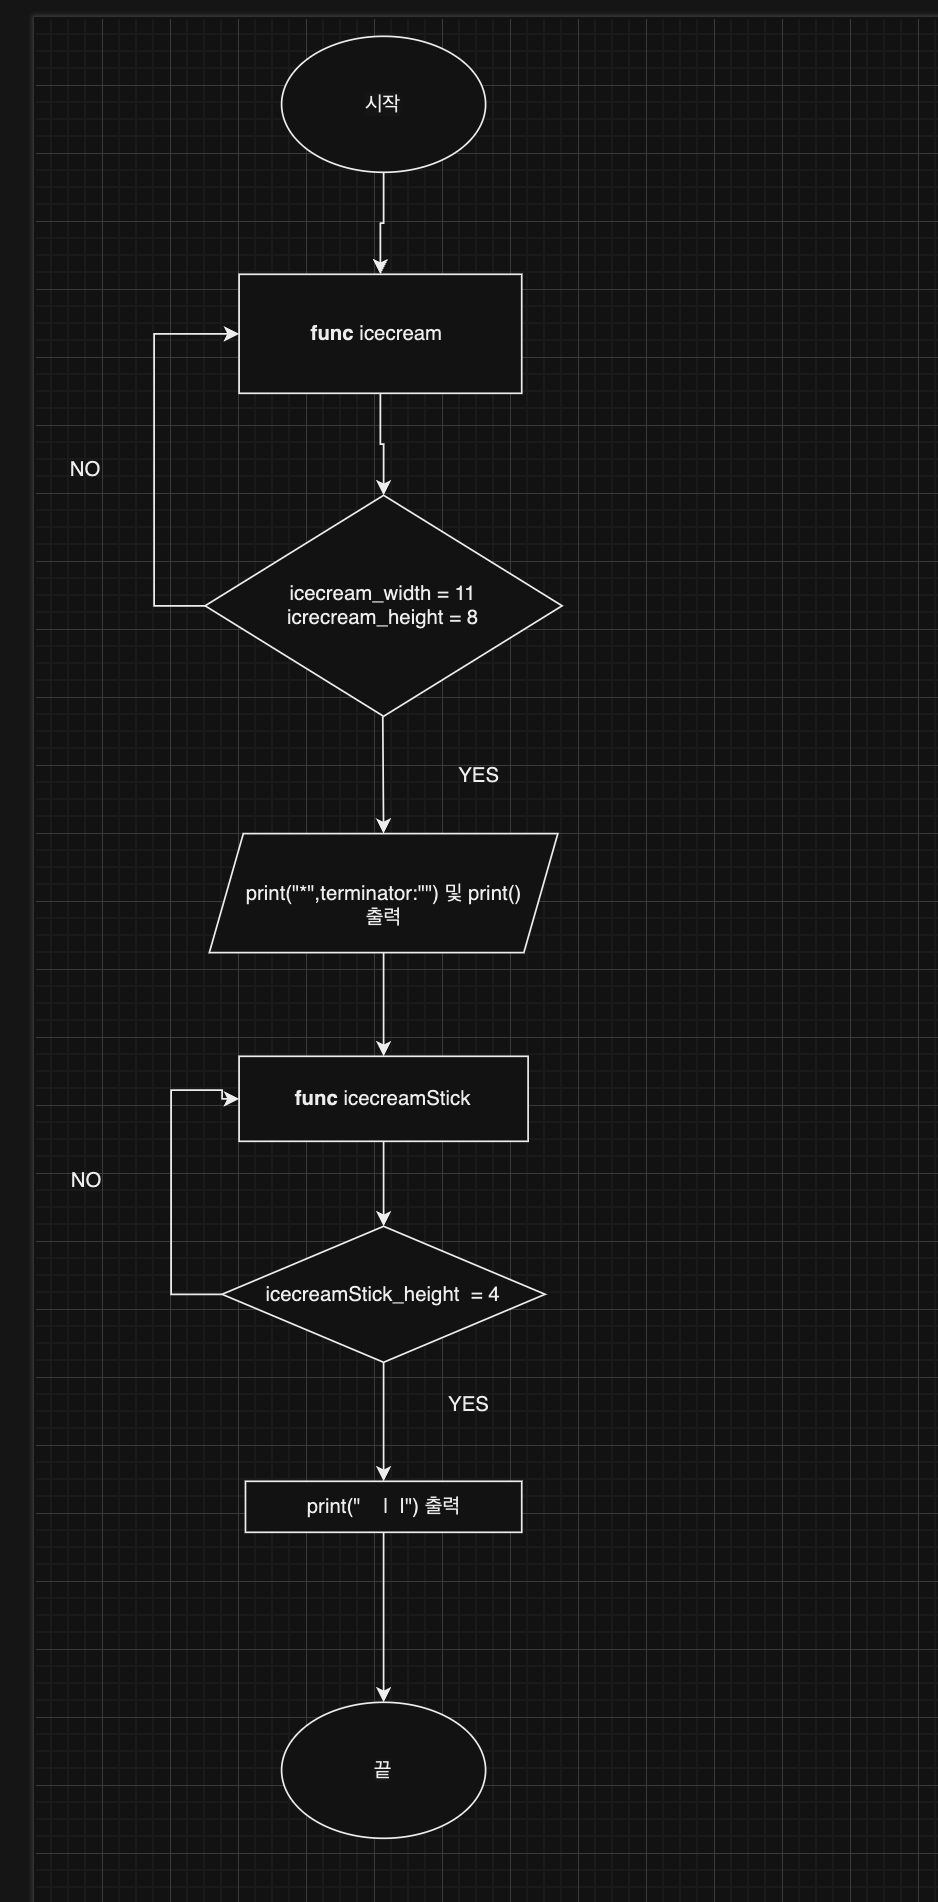 시작
func icecream
NO
icecream_width = 11
icrecream_height = 8
YES
print("*",terminator:"") 및 print()
출력
func icecreamStick
NO
icecreamStick_height  = 4
YES
print("    |  |") 출력
끝